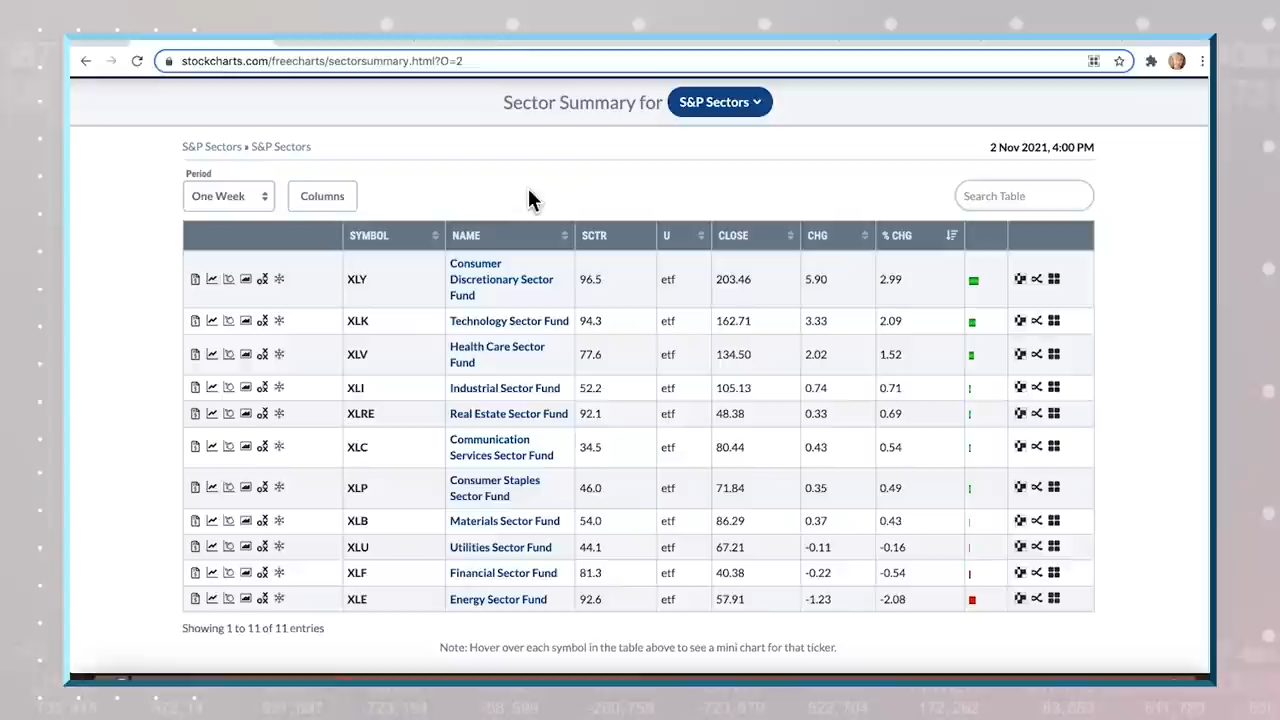 stockcharts.com/freecharts/sectorsummary.html?O=2
Sector Summary for S&P Sectors
S&P Sectors » S&P Sectors
2 Nov 2021, 4:00 PM
Period
One Week
Columns
Search Table
SYMBOL NAME SCTR U CLOSE CHG % CHG
XLY Consumer Discretionary Sector Fund 96.5 etf 203.46 5.90 2.99
XLK Technology Sector Fund 94.3 etf 162.71 3.33 2.09
XLV Health Care Sector Fund 77.6 etf 134.50 2.02 1.52
XLI Industrial Sector Fund 52.2 etf 105.13 0.74 0.71
XLRE Real Estate Sector Fund 92.1 etf 48.38 0.33 0.69
XLC Communication Services Sector Fund 34.5 etf 80.44 0.43 0.54
XLP Consumer Staples Sector Fund 46.0 etf 71.84 0.35 0.49
XLB Materials Sector Fund 54.0 etf 86.29 0.37 0.43
XLU Utilities Sector Fund 44.1 etf 67.21 -0.11 -0.16
XLF Financial Sector Fund 81.3 etf 40.38 -0.22 -0.54
XLE Energy Sector Fund 92.6 etf 57.91 -1.23 -2.08
Showing 1 to 11 of 11 entries
Note: Hover over each symbol in the table above to see a mini chart for that ticker.